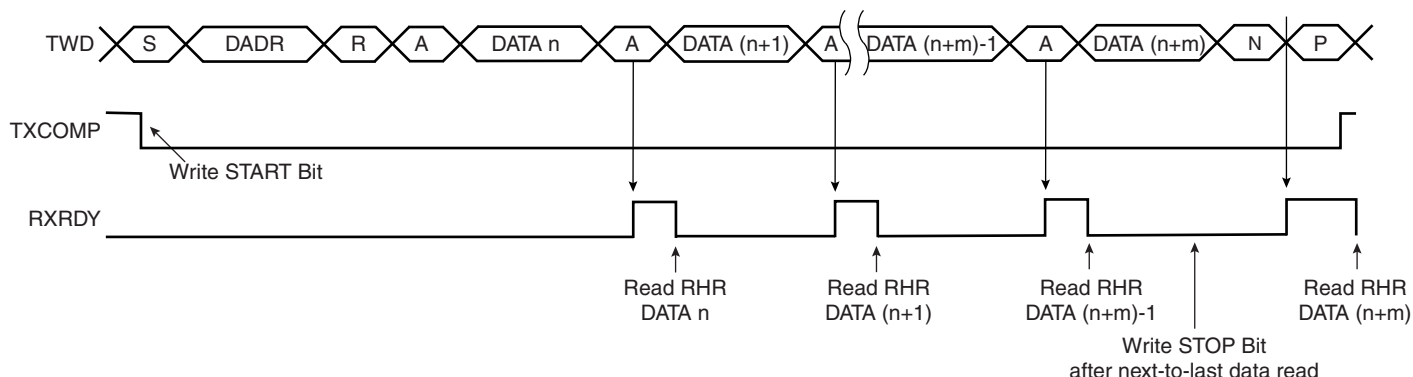 TWD S DADR R A DATA n A DATA (n+1) A DATA (n+m)-1 A DATA (n+m) N P
TXCOMP
Write START Bit
RXRDY
Read RHR Read RHR Read RHR Read RHR
DATA n DATA (n+1) DATA (n+m)-1 DATA (n+m)
Write STOP Bit
after next-to-last data read